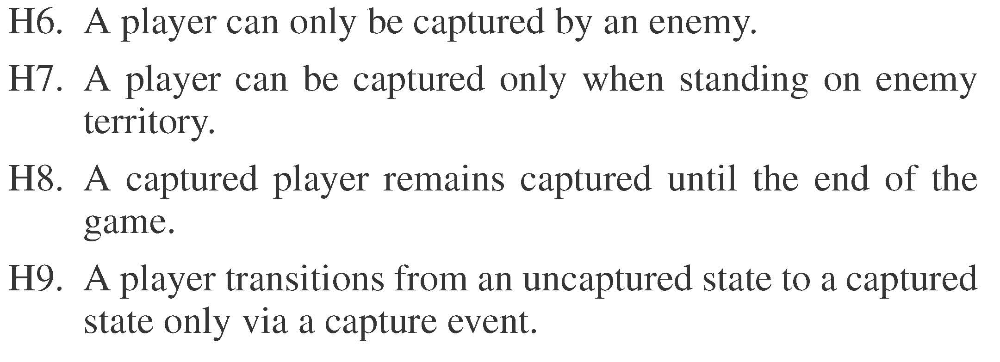 H6. A player can only be captured by an enemy.
H7. A player can be captured only when standing on enemy
territory.
H8. A captured player remains captured until the end of the
game.
H9. A player transitions from an uncaptured state to a captured
state only via a capture event.